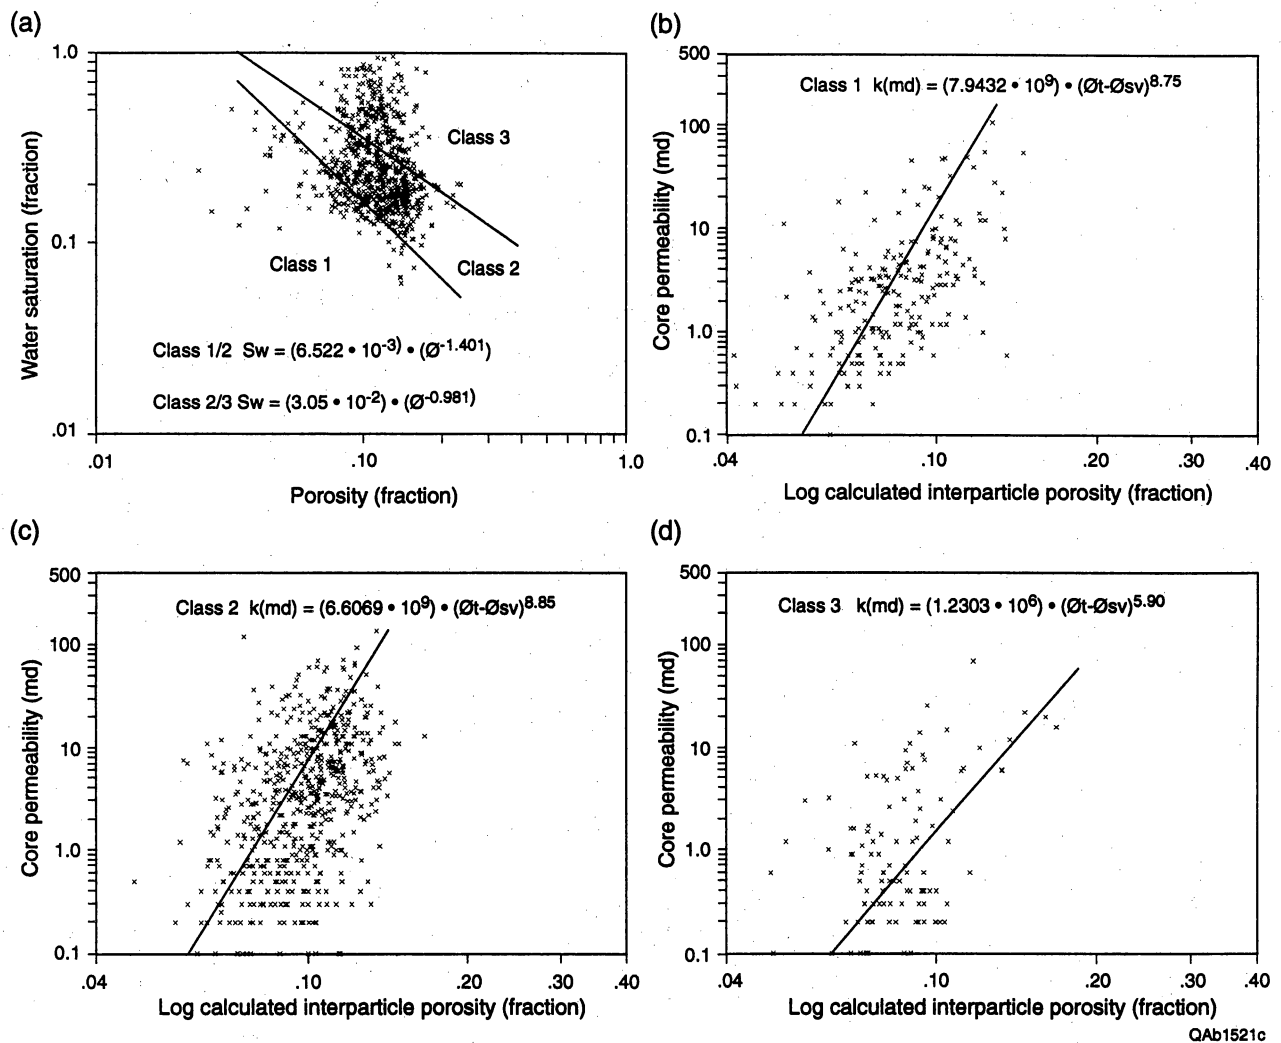 (a)
1.0
0.1
.01
.01
.10
1.0
Water saturation (fraction)
Porosity (fraction)
Class 3
Class 1
Class 2
Class 1/2 Sw = (6.522 • 10-3) • (Ø-1.401)
Class 2/3 Sw = (3.05 • 10-2) • (Ø-0.981)
(b)
500
100
10
1.0
0.1
.04
.10
.20
.30
.40
Core permeability (md)
Log calculated interparticle porosity (fraction)
Class 1 k(md) = (7.9432 • 109) • (Øt-Øsv)8.75
(c)
500
100
10
1.0
0.1
.04
.10
.20
.30
.40
Core permeability (md)
Log calculated interparticle porosity (fraction)
Class 2 k(md) = (6.6069 • 109) • (Øt-Øsv)8.85
(d)
500
100
10
1.0
0.1
.04
.10
.20
.30
.40
Core permeability (md)
Log calculated interparticle porosity (fraction)
Class 3 k(md) = (1.2303 • 106) • (Øt-Øsv)5.90
QAb1521c